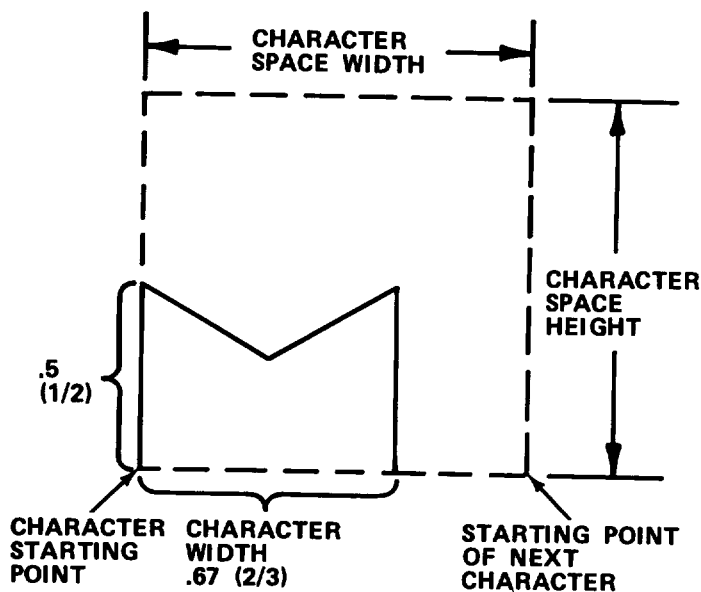 CHARACTER
SPACE WIDTH
CHARACTER
SPACE
HEIGHT
.5
(1/2)
CHARACTER
STARTING
POINT
CHARACTER
WIDTH
.67 (2/3)
STARTING POINT
OF NEXT
CHARACTER